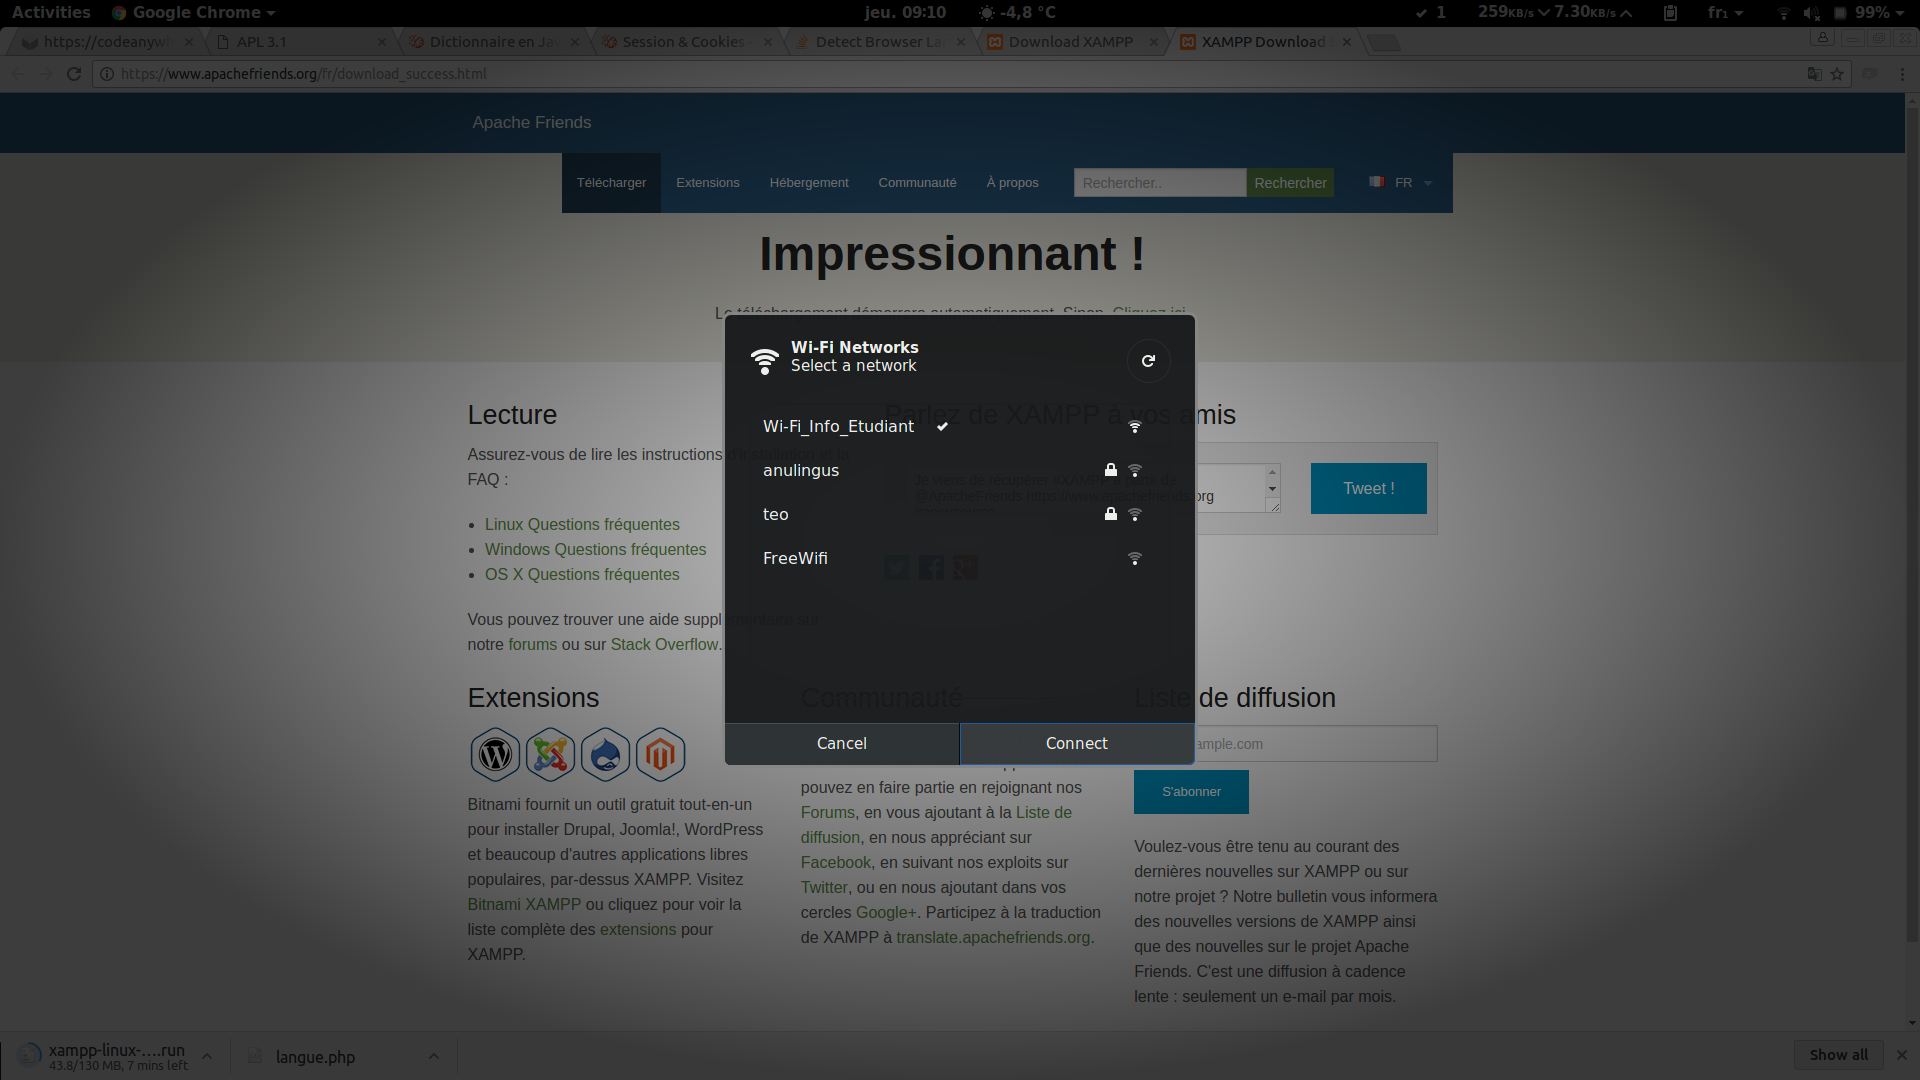 Activities Google Chrome jeu. 09:10 -4,8 °C 1 259KB/s 7.30KB/s fr₁ 99%
https://codeanywh APL 3.1 Dictionnaire en Ja Session & Cookies Detect Browser La Download XAMPP XAMPP Download
https://www.apachefriends.org/fr/download_success.html
Apache Friends
Télécharger Extensions Hébergement Communauté À propos Rechercher.. Rechercher FR
Impressionnant !
Le téléchargement démarrera automatiquement. Sinon, Cliquez ici
Wi-Fi Networks
Select a network
Wi-Fi_Info_Etudiant
anulingus
teo
FreeWifi
Cancel Connect
Lecture
Assurez-vous de lire les instructions d'installation et la
FAQ :
Linux Questions fréquentes
Windows Questions fréquentes
OS X Questions fréquentes
Vous pouvez trouver une aide supplémentaire sur
notre forums ou sur Stack Overflow.
Parlez de XAMPP à vos amis
Je viens de récupérer #XAMPP à partir de
@ApacheFriends https://www.apachefriends.org
Tweet !
Extensions
Bitnami fournit un outil gratuit tout-en-un
pour installer Drupal, Joomla!, WordPress
et beaucoup d'autres applications libres
populaires, par-dessus XAMPP. Visitez
Bitnami XAMPP ou cliquez pour voir la
liste complète des extensions pour
XAMPP.
Communauté
pouvez en faire partie en rejoignant nos
Forums, en vous ajoutant à la Liste de
diffusion, en nous appréciant sur
Facebook, en suivant nos exploits sur
Twitter, ou en nous ajoutant dans vos
cercles Google+. Participez à la traduction
de XAMPP à translate.apachefriends.org.
Liste de diffusion
ample.com
S'abonner
Voulez-vous être tenu au courant des
dernières nouvelles sur XAMPP ou sur
notre projet ? Notre bulletin vous informera
des nouvelles versions de XAMPP ainsi
que des nouvelles sur le projet Apache
Friends. C'est une diffusion à cadence
lente : seulement un e-mail par mois.
xampp-linux-....run
43.8/130 MB, 7 mins left
langue.php
Show all